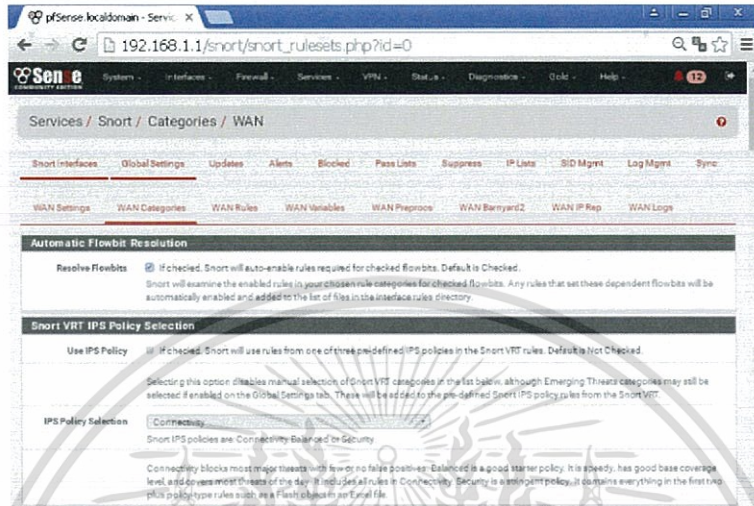 pfSense.localdomain - Servic
192.168.1.1/snort/snort_rulesets.php?id=0
Sense
COMMUNITY EDITION
System Interfaces Firewall Services VPN Status Diagnostics Gold Help 12
Services / Snort / Categories / WAN
Snort Interfaces Global Settings Updates Alerts Blocked Pass Lists Suppress IP Lists SID Mgmt Log Mgmt Sync
WAN Settings WAN Categories WAN Rules WAN Variables WAN Preprocs WAN Barnyard2 WAN IP Rep WAN Logs
Automatic Flowbit Resolution
Resolve Flowbits If checked, Snort will auto-enable rules required for checked flowbits. Default is Checked.
Snort will examine the enabled rules in your chosen rule categories for checked flowbits. Any rules that set these dependent flowbits will be
automatically enabled and added to the list of files in the interface rules directory.
Snort VRT IPS Policy Selection
Use IPS Policy If checked, Snort will use rules from one of three pre-defined IPS policies in the Snort VRT rules. Default is Not Checked.
Selecting this option disables manual selection of Snort VRT categories in the list below, although Emerging Threats categories may still be
selected if enabled on the Global Settings tab. These will be added to the pre-defined Snort IPS policy rules from the Snort VRT.
IPS Policy Selection Connectivity
Snort IPS policies are: Connectivity Balanced or Security.
Connectivity blocks most major threats with few or no false positives. Balanced is a good starter policy. It is speedy, has good base coverage
level, and covers most threats of the day. It includes all rules in Connectivity. Security is a stringent policy. It contains everything in the first two
plus policy-type rules such as a Flash object in an Excel file.